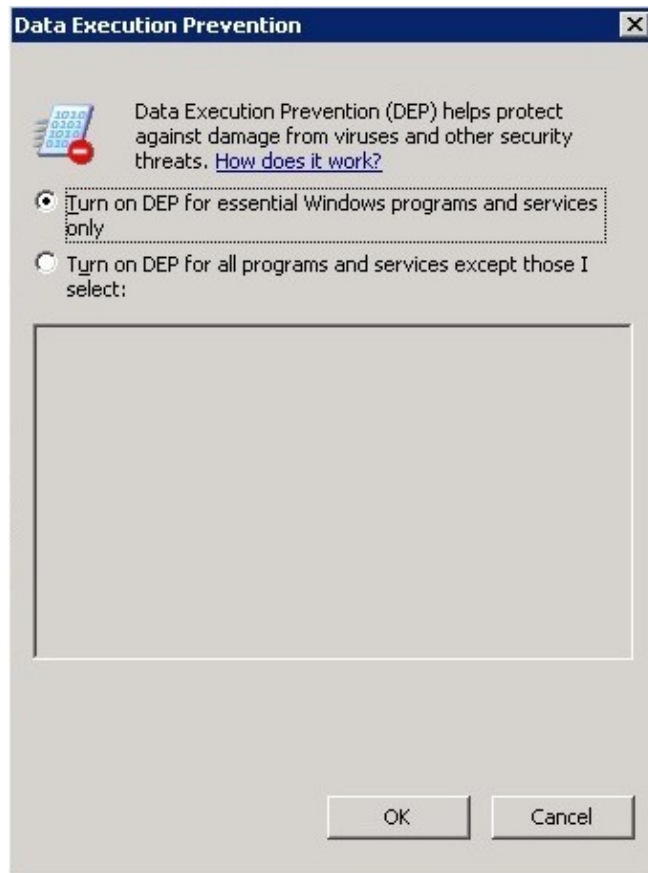 Data Execution Prevention
Data Execution Prevention (DEP) helps protect
against damage from viruses and other security
threats. How does it work?
Turn on DEP for essential Windows programs and services
only
Turn on DEP for all programs and services except those I
select:
OK Cancel